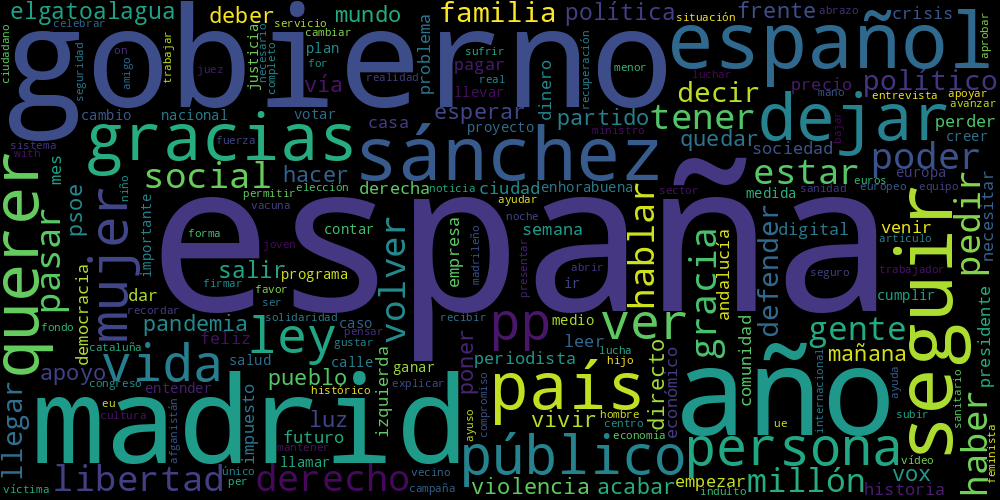 elgatoalagua deber servicio mundo familia política situación abrazo frente crisis
ciudadano celebrar cambiar aprobar
gobierno español
seguridad amigo on trabajar juez justicia necesario completo plan for vía problema sufrir real pagar llevar recuperación menor luchar precio político
realidad decir mano entrevista apoyar avanzar
sistema cambio nacional votar esperar dinero partido tener dejar bajar perder
with gracias fuerza casa proyecto ministro quedar sociedad creer
mes social hacer sánchez estar poder europa
querer psoe niño permitir elección derecha noticia ciudad enhorabuena medida sanidad euros europeo equipo necesitar
pasar mujer importante vacuna contar ayudar sector digital venir artículo pedir
españa
forma joven empresa noche semana madrileño hablar gracia andalucía defender
salir programa volver presentar abrir ir seguro trabajador
democracia dar firmar favor cumplir seguir
recordar ser recibir
fondo pandemia feliz solidaridad caso pensar pp medio ver gente presidente
cataluña ley gustar leer lucha comunidad mañana
apoyo vida salud calle izquierda ganar poner periodista hijo directo económico año internacional ayuda sanitario
congreso entender pueblo histórico explicar compromiso país haber
llegar eu cultura afganistán impuesto luz ayuso hombre vivir centro ue subir
madrid futuro mantener economía persona
llamar público vídeo feminista
víctima libertad único per derecho vecino campaña violencia acabar empezar indulto millón vox historia